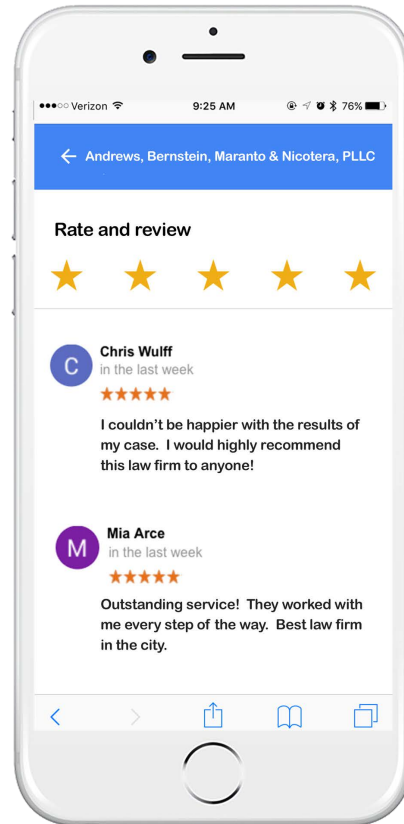 Verizon 9:25 AM 76%
Andrews, Bernstein, Maranto & Nicotera, PLLC
Rate and review
C
Chris Wulff
in the last week
I couldn't be happier with the results of
my case. I would highly recommend
this law firm to anyone!
M
Mia Arce
in the last week
Outstanding service! They worked with
me every step of the way. Best law firm
in the city.